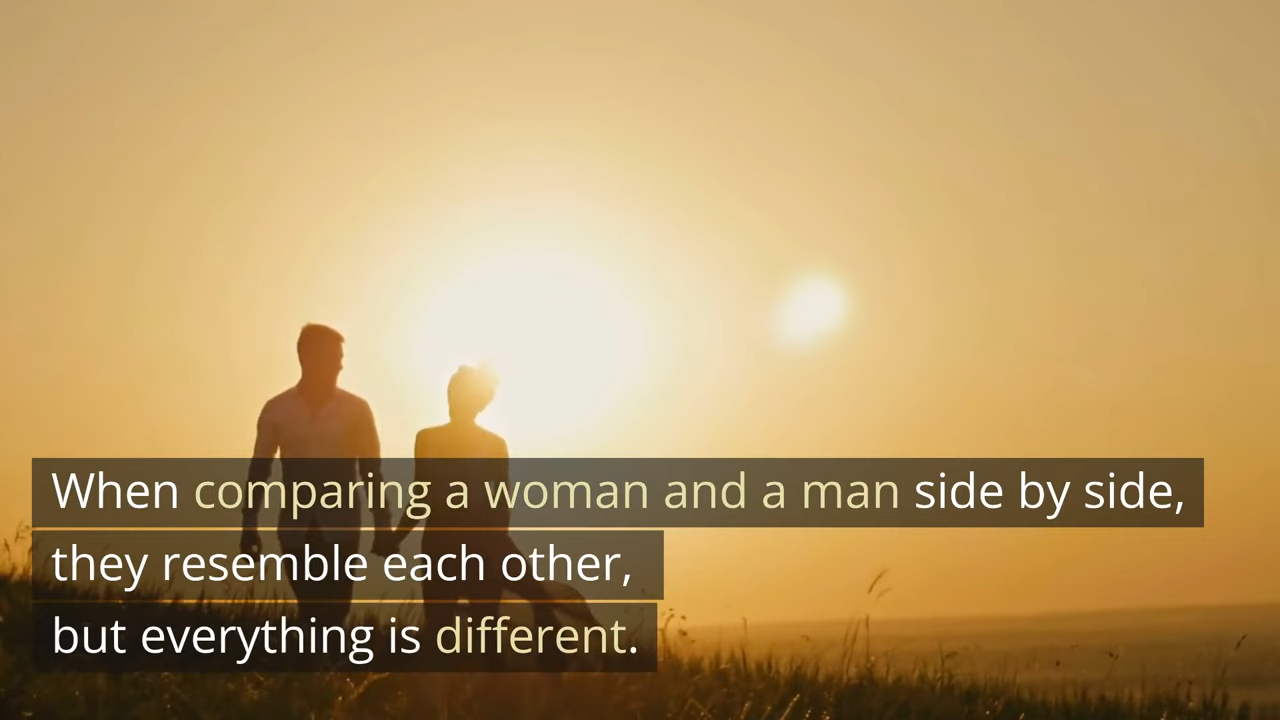 When comparing a woman and a man side by side,
they resemble each other,
but everything is different.